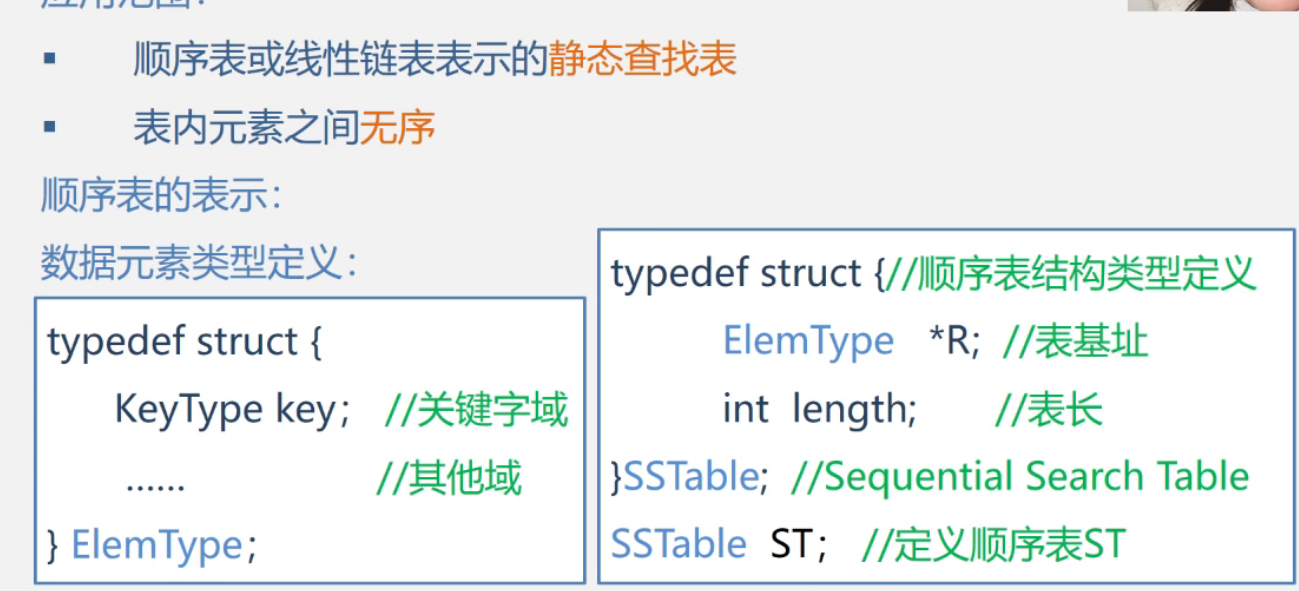 应用范围：
▪ 顺序表或线性链表表示的静态查找表
▪ 表内元素之间无序
顺序表的表示：
数据元素类型定义：
typedef struct {
KeyType key; //关键字域
...... //其他域
} ElemType;
typedef struct {//顺序表结构类型定义
ElemType *R; //表基址
int length; //表长
}SSTable; //Sequential Search Table
SSTable ST; //定义顺序表ST